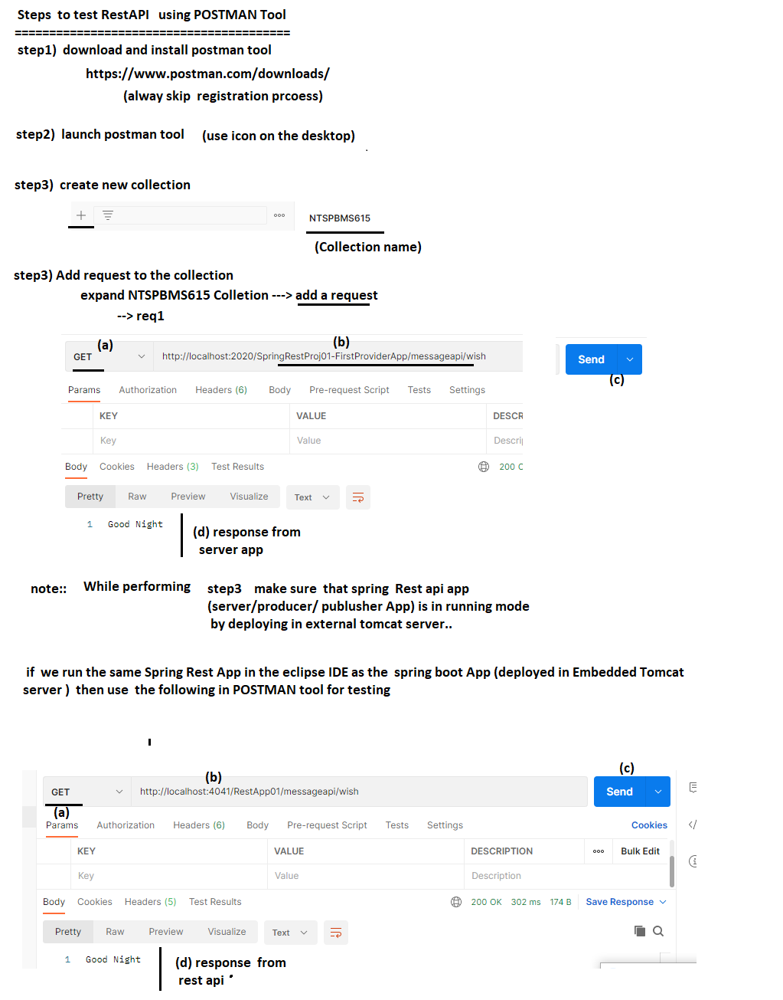 Steps  to test RestAPI   using POSTMAN Tool
========================================
step1)  download and install postman tool
https://www.postman.com/downloads/
(alway skip  registration prcoess)
step2)  launch postman tool     (use icon on the desktop)
step3)  create new collection
NTSPBMS615
(Collection name)
step3) Add request to the collection
expand NTSPBMS615 Colletion ---> add a request
--> req1
(a) (b)
GET http://localhost:2020/SpringRestProj01-FirstProviderApp/messageapi/wish Send
(c)
Params Authorization Headers (6) Body Pre-request Script Tests Settings
KEY VALUE DESCR
Key Value Descri
Body Cookies Headers (3) Test Results 200 O
Pretty Raw Preview Visualize Text
1 Good Night
(d) response from
server app
note:: While performing step3    make sure  that spring  Rest api app
(server/producer/ publusher App) is in running mode
by deploying in external tomcat server..
if  we run the same Spring Rest App in the eclipse IDE as the  spring boot App (deployed in Embedded Tomcat
server )  then use  the following in POSTMAN tool for testing
(b) (c)
GET http://localhost:4041/RestApp01/messageapi/wish Send
(a)
Params Authorization Headers (6) Body Pre-request Script Tests Settings Cookies
KEY VALUE DESCRIPTION Bulk Edit
Key Value Description
Body Cookies Headers (5) Test Results 200 OK 302 ms 174 B Save Response
Pretty Raw Preview Visualize Text
1 Good Night
(d) response  from
rest api